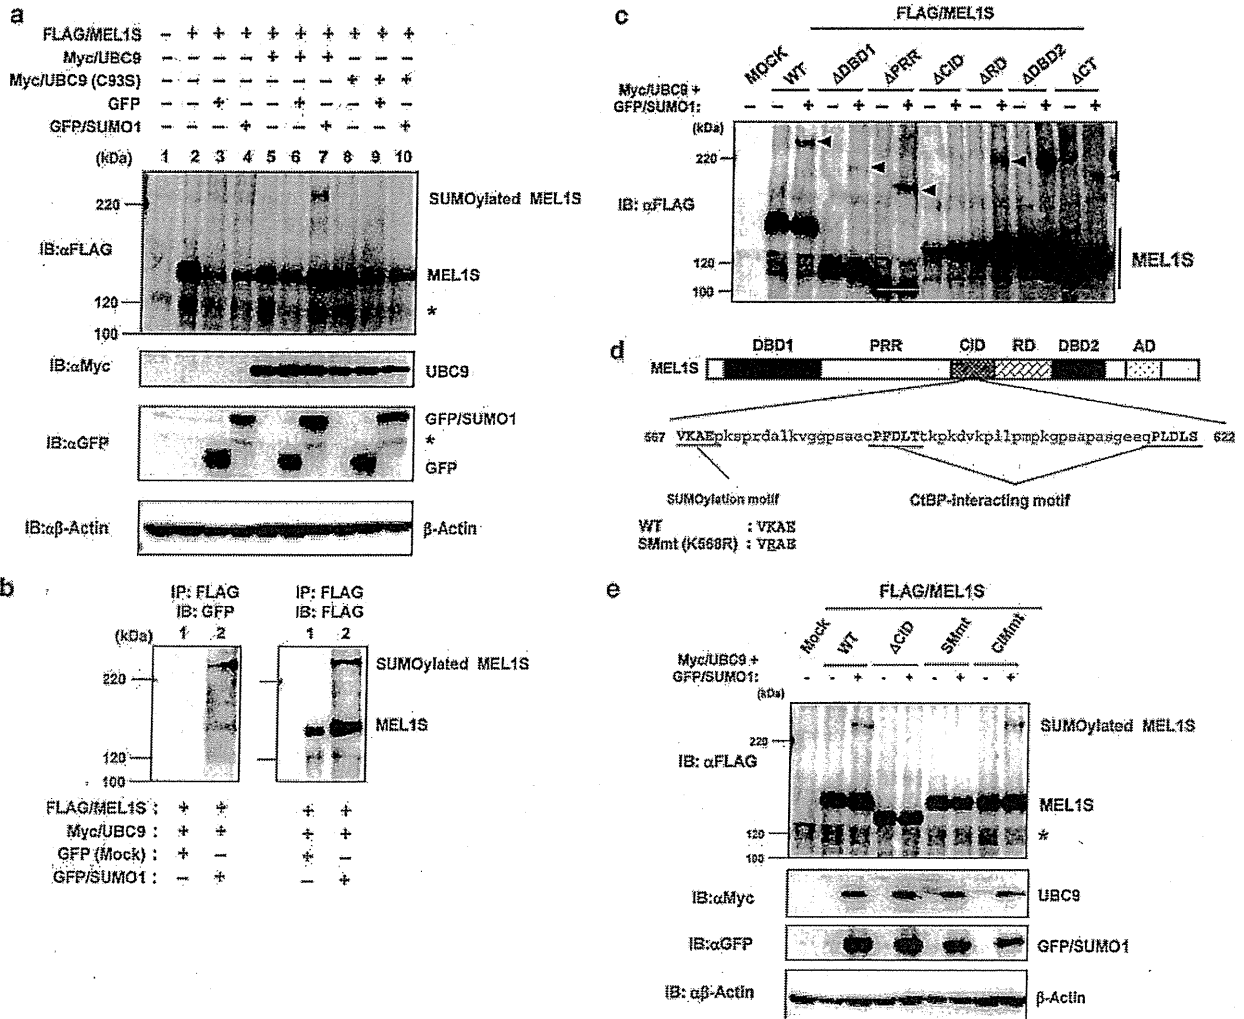 a
FLAG/MEL1S − + + + + + + + + +
Myc/UBC9 − − − − + + + − − −
Myc/UBC9 (C93S) − − − − − − − + + +
GFP − − + − − + − − + −
GFP/SUMO1 − − − + − − + − − +
(kDa) 1 2 3 4 5 6 7 8 9 10
220
SUMOylated MEL1S
IB:αFLAG
MEL1S
120
*
100
IB:αMyc
UBC9
GFP/SUMO1
IB:αGFP
*
GFP
IB:αβ-Actin
β-Actin
b
IP: FLAG
IB: GFP
IP: FLAG
IB: FLAG
(kDa) 1 2
1 2
SUMOylated MEL1S
220
MEL1S
120
100
FLAG/MEL1S : + + + +
Myc/UBC9 : + + + +
GFP (Mock) : + − + −
GFP/SUMO1 : − + − +
c
FLAG/MEL1S
MOCK WT ΔDBD1 ΔPRR ΔCID ΔRD ΔDBD2 ΔCT
Myc/UBC9 +
GFP/SUMO1: − − + − + − + − + − + − + − +
(kDa)
220
IB: αFLAG
120
MEL1S
100
d
DBD1 PRR CID RD DBD2 AD
MEL1S
567 VKAEpksprdalkvggpsaecPFDLTtkpkdvkpilpmpkgpsapasgeeqPLDLS 622
SUMOylation motif
CtBP-interacting motif
WT : VKAE
SMmt (K568R) : VRAE
e
FLAG/MEL1S
Mock WT ΔCID SMmt CIMmt
Myc/UBC9 +
GFP/SUMO1: - - + - + - + - +
(kDa)
SUMOylated MEL1S
220
IB: αFLAG
MEL1S
120
*
100
IB:αMyc
UBC9
IB:αGFP
GFP/SUMO1
IB: αβ-Actin
β-Actin